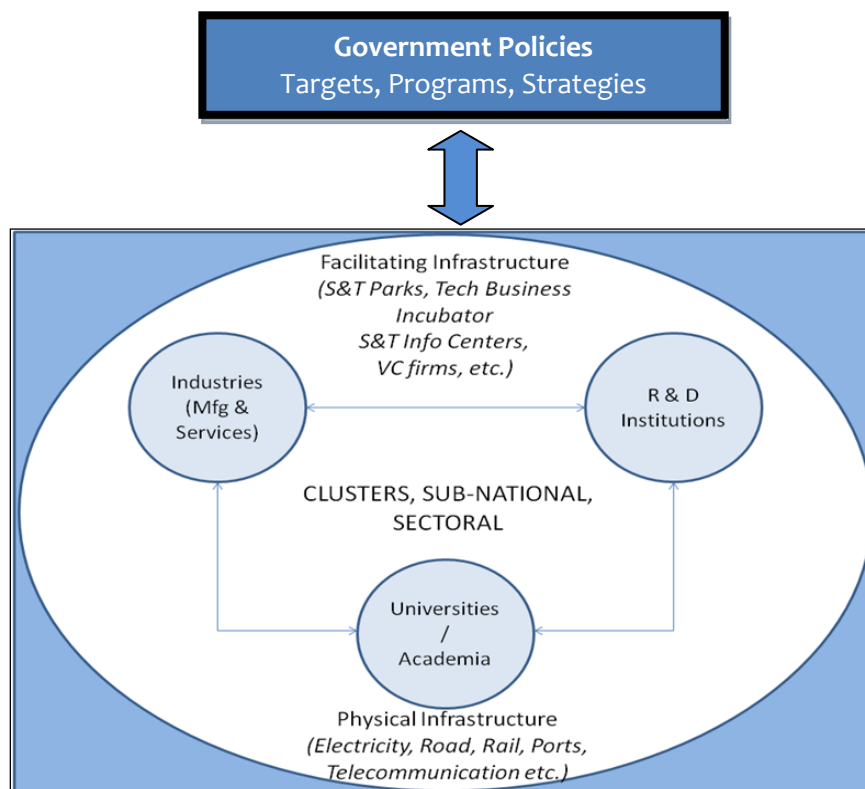 Government Policies
Targets, Programs, Strategies
Facilitating Infrastructure
(S&T Parks, Tech Business
Incubator
S&T Info Centers,
VC firms, etc.)
Industries
(Mfg &
Services)
R & D
Institutions
CLUSTERS, SUB-NATIONAL,
SECTORAL
Universities
/
Academia
Physical Infrastructure
(Electricity, Road, Rail, Ports,
Telecommunication etc.)